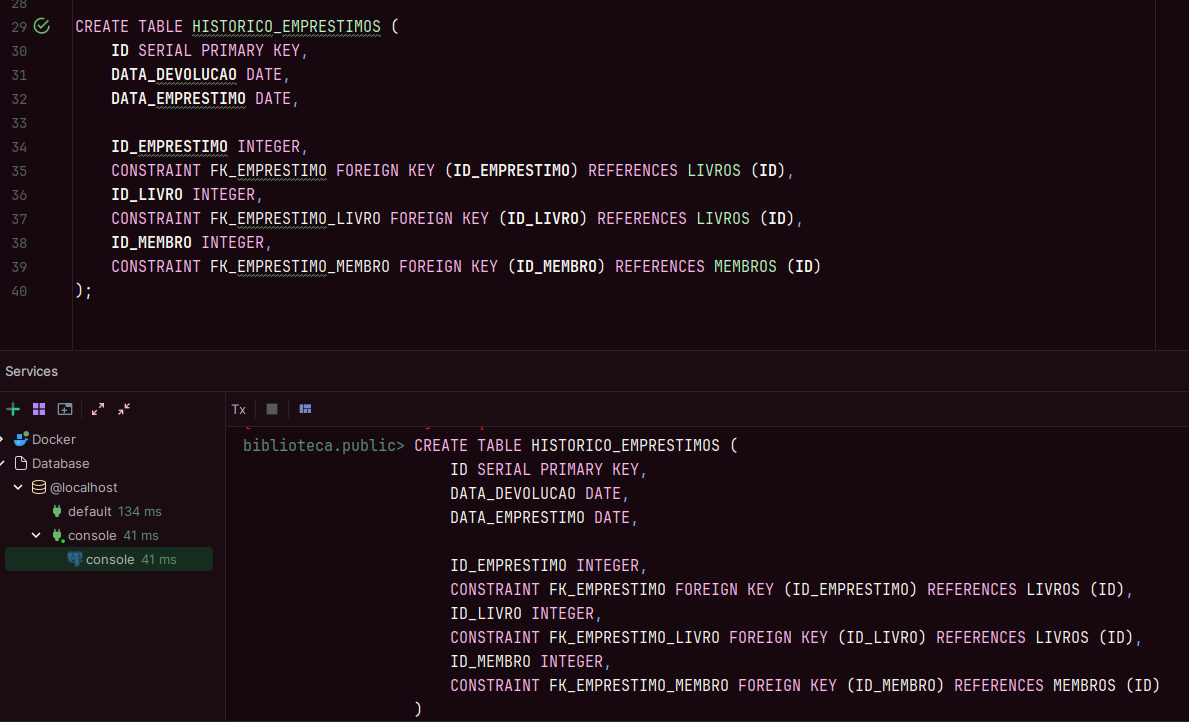 28
29 CREATE TABLE HISTORICO_EMPRESTIMOS (
30 ID SERIAL PRIMARY KEY,
31 DATA_DEVOLUCAO DATE,
32 DATA_EMPRESTIMO DATE,
33
34 ID_EMPRESTIMO INTEGER,
35 CONSTRAINT FK_EMPRESTIMO FOREIGN KEY (ID_EMPRESTIMO) REFERENCES LIVROS (ID),
36 ID_LIVRO INTEGER,
37 CONSTRAINT FK_EMPRESTIMO_LIVRO FOREIGN KEY (ID_LIVRO) REFERENCES LIVROS (ID),
38 ID_MEMBRO INTEGER,
39 CONSTRAINT FK_EMPRESTIMO_MEMBRO FOREIGN KEY (ID_MEMBRO) REFERENCES MEMBROS (ID)
40 );
Services
Tx
Docker
Database
@localhost
default 134 ms
console 41 ms
console 41 ms
biblioteca.public> CREATE TABLE HISTORICO_EMPRESTIMOS (
ID SERIAL PRIMARY KEY,
DATA_DEVOLUCAO DATE,
DATA_EMPRESTIMO DATE,
ID_EMPRESTIMO INTEGER,
CONSTRAINT FK_EMPRESTIMO FOREIGN KEY (ID_EMPRESTIMO) REFERENCES LIVROS (ID),
ID_LIVRO INTEGER,
CONSTRAINT FK_EMPRESTIMO_LIVRO FOREIGN KEY (ID_LIVRO) REFERENCES LIVROS (ID),
ID_MEMBRO INTEGER,
CONSTRAINT FK_EMPRESTIMO_MEMBRO FOREIGN KEY (ID_MEMBRO) REFERENCES MEMBROS (ID)
)